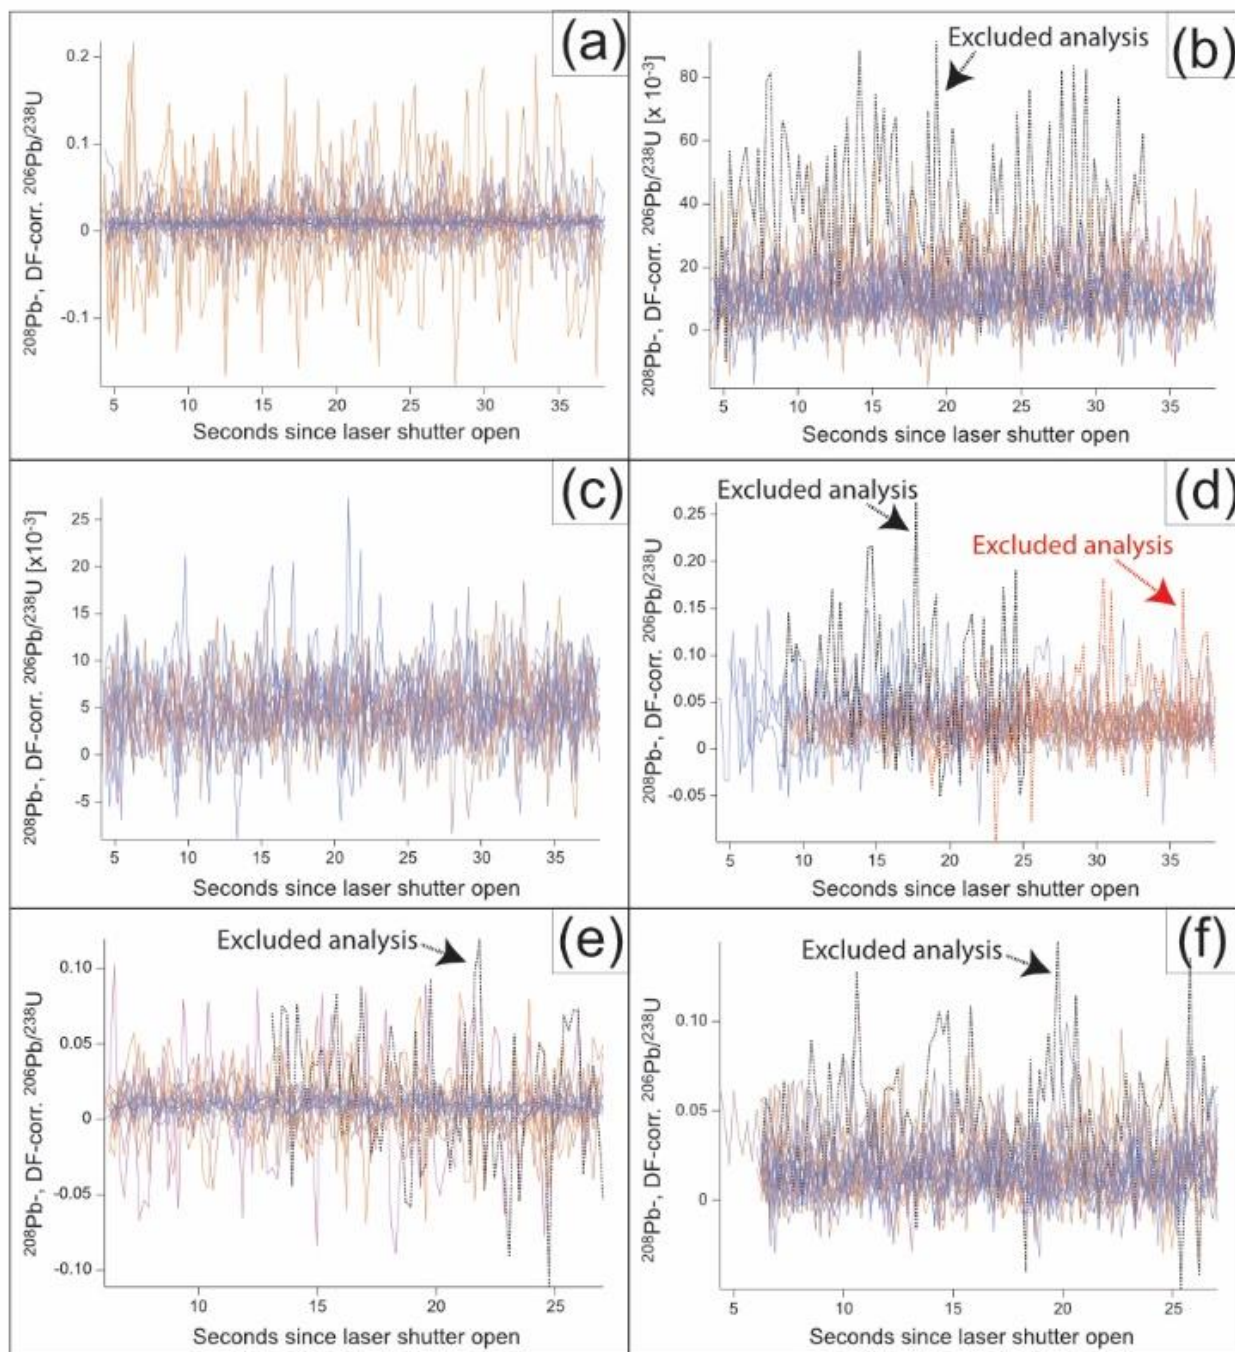 (a)
²⁰⁸Pb-, DF-corr. ²⁰⁶Pb/²³⁸U
0.2
0.1
0
-0.1
5 10 15 20 25 30 35
Seconds since laser shutter open
(b)
Excluded analysis
²⁰⁸Pb-, DF-corr. ²⁰⁶Pb/²³⁸U [x 10⁻³]
80
60
40
20
0
5 10 15 20 25 30 35
Seconds since laser shutter open
(c)
²⁰⁸Pb-, DF-corr. ²⁰⁶Pb/²³⁸U [x10⁻³]
25
20
15
10
5
0
-5
5 10 15 20 25 30 35
Seconds since laser shutter open
(d)
Excluded analysis
Excluded analysis
²⁰⁸Pb-, DF-corr. ²⁰⁶Pb/²³⁸U
0.25
0.20
0.15
0.10
0.05
0
-0.05
5 10 15 20 25 30 35
Seconds since laser shutter open
(e)
Excluded analysis
²⁰⁸Pb-, DF-corr. ²⁰⁶Pb/²³⁸U
0.10
0.05
0
-0.05
-0.10
10 15 20 25
Seconds since laser shutter open
(f)
Excluded analysis
²⁰⁸Pb-, DF-corr. ²⁰⁶Pb/²³⁸U
0.10
0.05
0
5 10 15 20 25
Seconds since laser shutter open